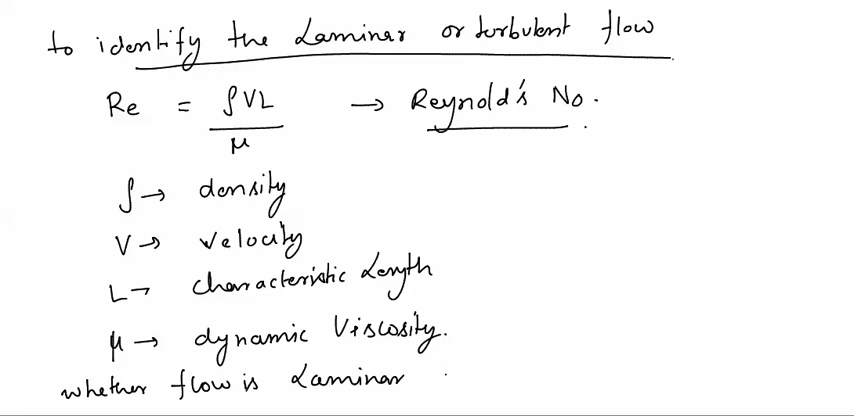 to identify the Laminar or turbulent flow
Re = ρVL / μ → Reynold's No.
ρ → density
V → velocity
L → characteristic Length
μ → dynamic Viscosity.
whether flow is Laminar